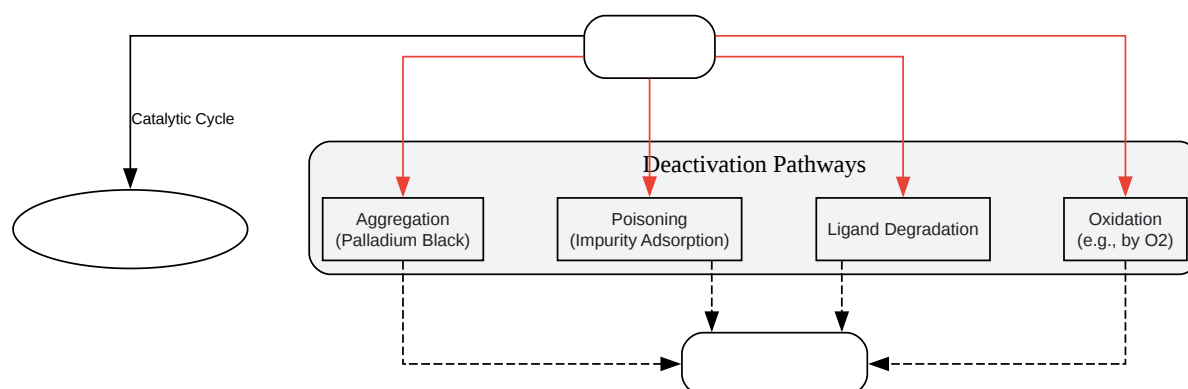 Catalytic Cycle
Deactivation Pathways
Aggregation
(Palladium Black)
Poisoning
(Impurity Adsorption)
Ligand Degradation
Oxidation
(e.g., by O2)